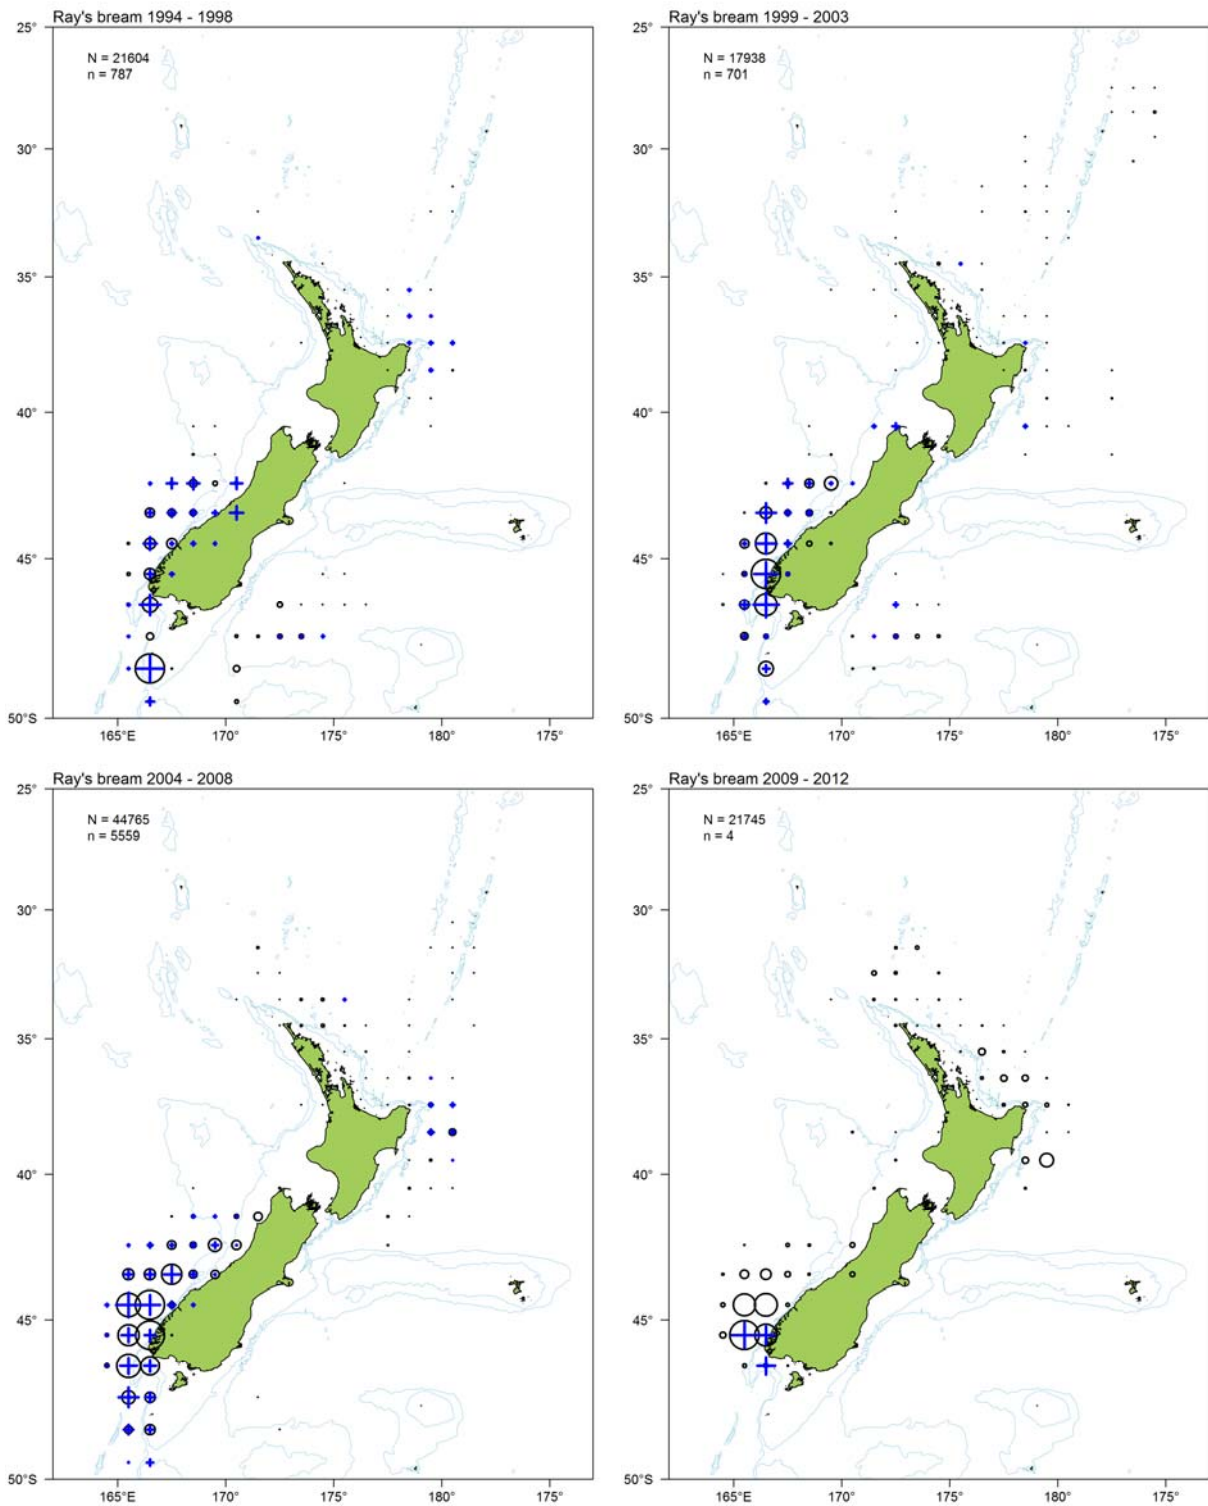 Ray's bream 1994 - 1998
25°
N = 21604
n = 787
30°
35°
40°
45°
50°S
165°E 170° 175° 180° 175°
Ray's bream 1999 - 2003
25°
N = 17938
n = 701
30°
35°
40°
45°
50°S
165°E 170° 175° 180° 175°
Ray's bream 2004 - 2008
25°
N = 44765
n = 5559
30°
35°
40°
45°
50°S
165°E 170° 175° 180° 175°
Ray's bream 2009 - 2012
25°
N = 21745
n = 4
30°
35°
40°
45°
50°S
165°E 170° 175° 180° 175°